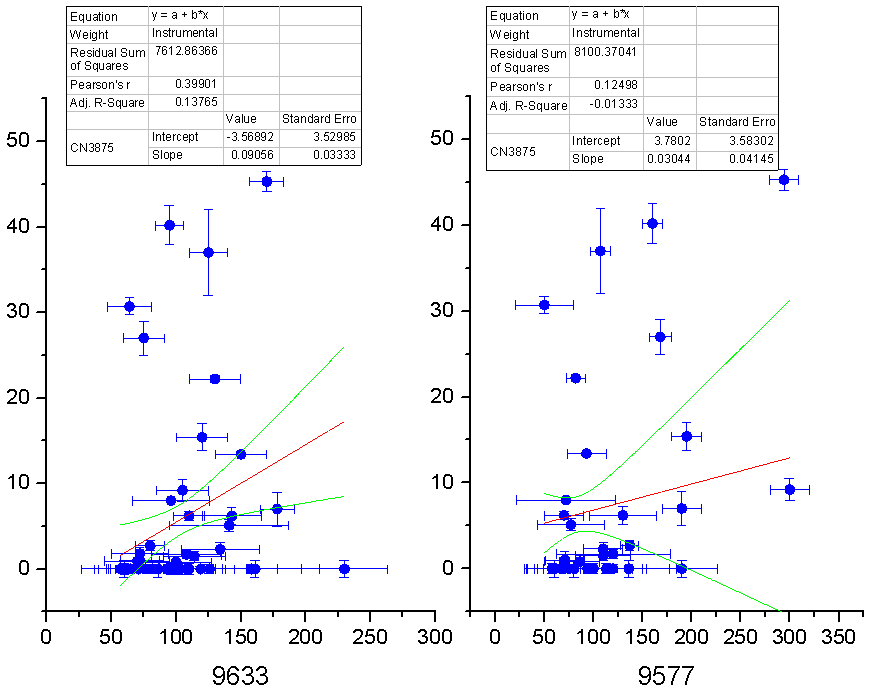 Equation y = a + b*x
Weight Instrumental
Residual Sum of Squares 7612.86366
Pearson's r 0.39901
Adj. R-Square 0.13765
Value Standard Erro
CN3875 Intercept -3.56892 3.52985
Slope 0.09056 0.03333
50
40
30
20
10
0
0 50 100 150 200 250 300
9633
Equation y = a + b*x
Weight Instrumental
Residual Sum of Squares 8100.37041
Pearson's r 0.12498
Adj. R-Square -0.01333
Value Standard Erro
CN3875 Intercept 3.7802 3.58302
Slope 0.03044 0.04145
50
40
30
20
10
0
0 50 100 150 200 250 300 350
9577